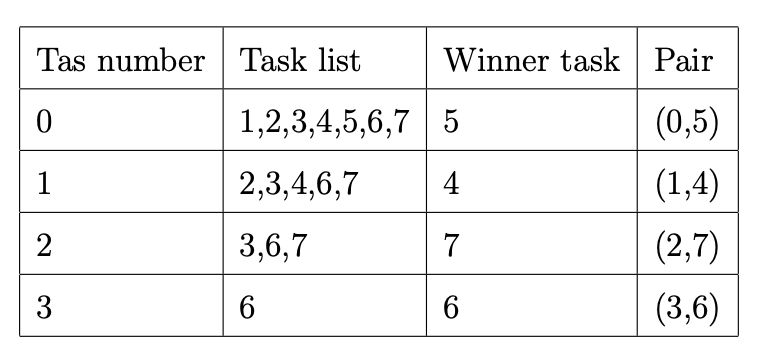 Tas number Task list Winner task Pair
0 1,2,3,4,5,6,7 5 (0,5)
1 2,3,4,6,7 4 (1,4)
2 3,6,7 7 (2,7)
3 6 6 (3,6)